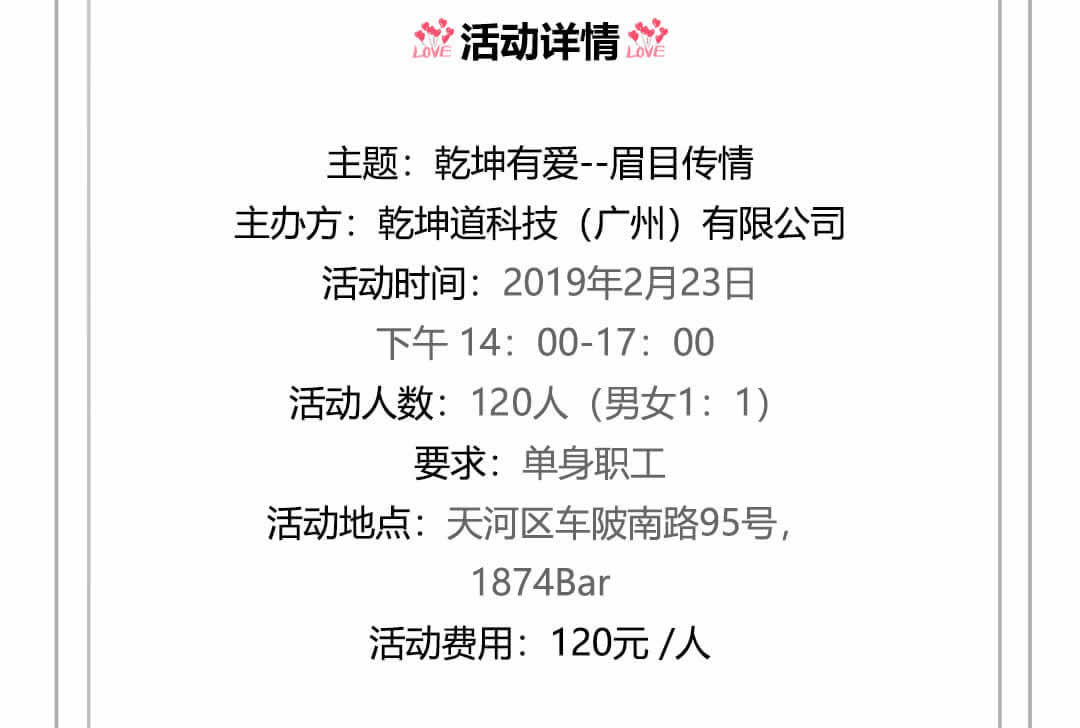 LOVE 活动详情 LOVE
主题：乾坤有爱--眉目传情
主办方：乾坤道科技（广州）有限公司
活动时间：2019年2月23日
下午 14：00-17：00
活动人数：120人（男女1：1）
要求：单身职工
活动地点：天河区车陂南路95号，
1874Bar
活动费用：120元 /人